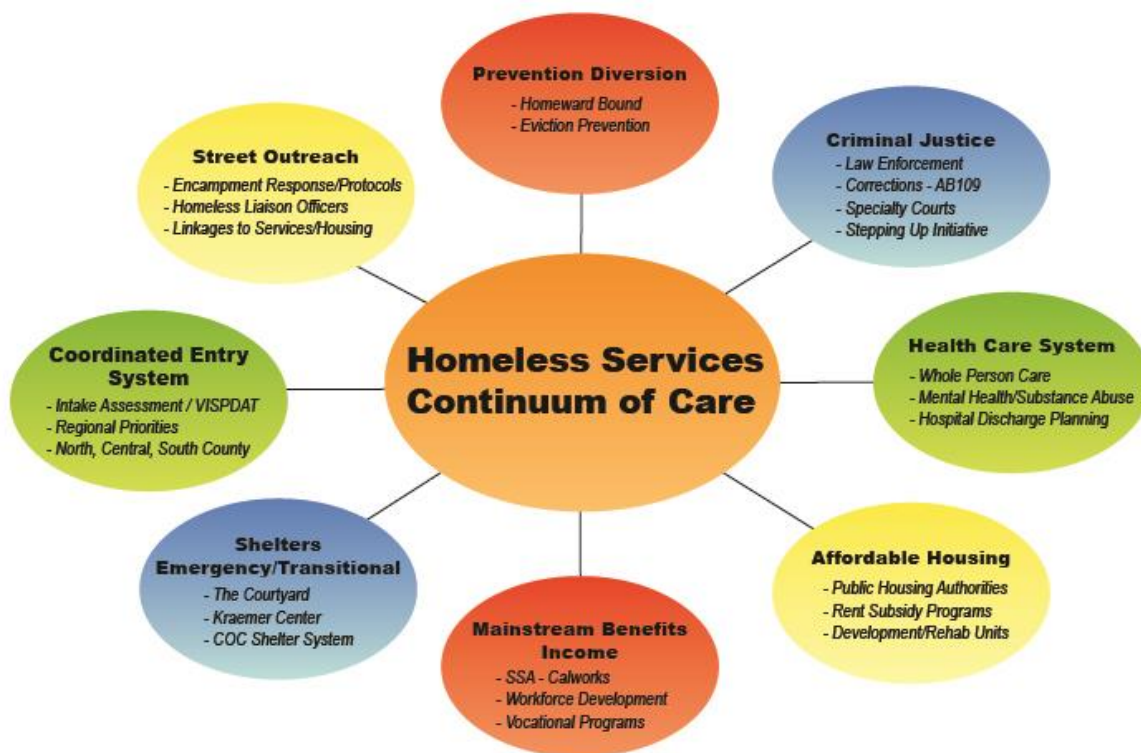 Prevention Diversion
- Homeward Bound
- Eviction Prevention
Criminal Justice
- Law Enforcement
- Corrections - AB109
- Specialty Courts
- Stepping Up Initiative
Street Outreach
- Encampment Response/Protocols
- Homeless Liaison Officers
- Linkages to Services/Housing
Homeless Services
Continuum of Care
Coordinated Entry
System
- Intake Assessment / VISPDAT
- Regional Priorities
- North, Central, South County
Health Care System
- Whole Person Care
- Mental Health/Substance Abuse
- Hospital Discharge Planning
Shelters
Emergency/Transitional
- The Courtyard
- Kraemer Center
- COC Shelter System
Mainstream Benefits
Income
- SSA - Calworks
- Workforce Development
- Vocational Programs
Affordable Housing
- Public Housing Authorities
- Rent Subsidy Programs
- Development/Rehab Units